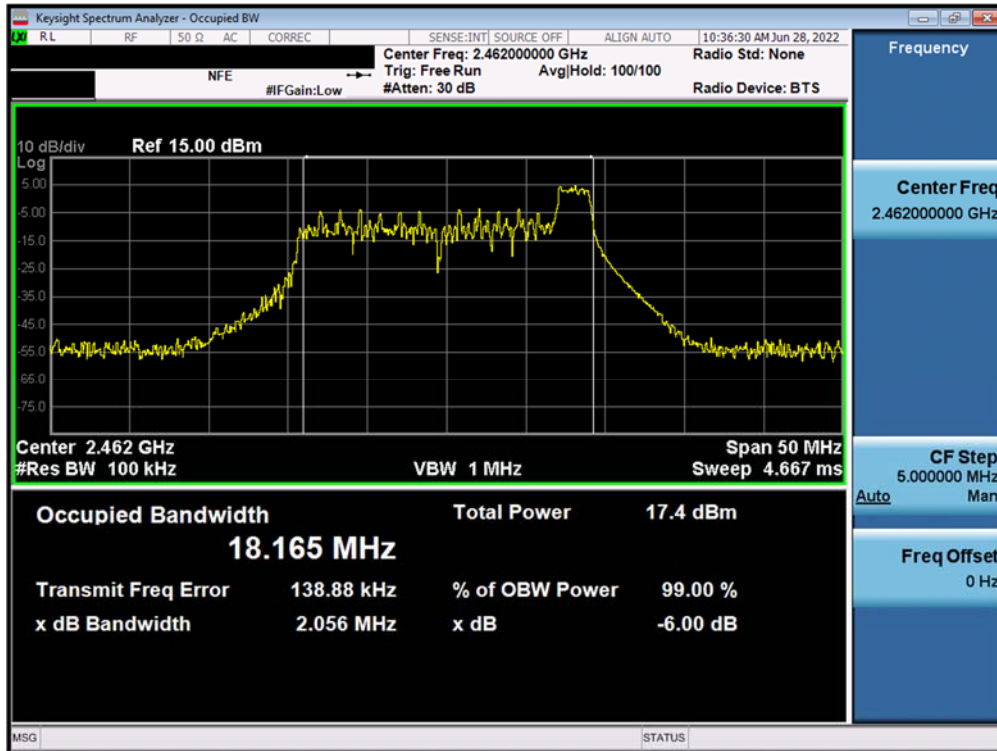 Keysight Spectrum Analyzer - Occupied BW
LXI RL RF 50 Ω AC CORREC SENSE:INT SOURCE OFF ALIGN AUTO 10:36:30 AM Jun 28, 2022
Frequency
Center Freq: 2.462000000 GHz Radio Std: None
NFE Trig: Free Run Avg|Hold: 100/100
#IFGain:Low #Atten: 30 dB Radio Device: BTS
10 dB/div Ref 15.00 dBm
Log
5.00
-5.00
-15.0
-25.0
-35.0
-45.0
-55.0
-65.0
-75.0
Center 2.462 GHz Span 50 MHz
#Res BW 100 kHz VBW 1 MHz Sweep 4.667 ms
Occupied Bandwidth Total Power 17.4 dBm
18.165 MHz
Transmit Freq Error 138.88 kHz % of OBW Power 99.00 %
x dB Bandwidth 2.056 MHz x dB -6.00 dB
Center Freq
2.462000000 GHz
CF Step
5.000000 MHz
Auto Man
Freq Offset
0 Hz
MSG STATUS